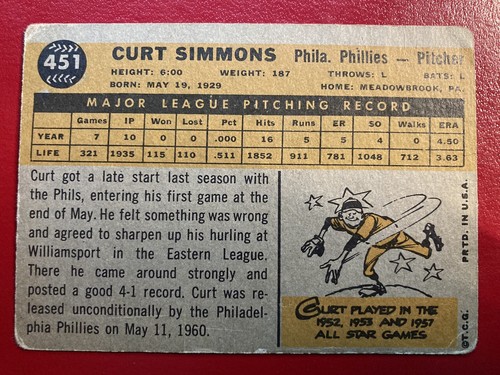 451 CURT SIMMONS Phila. Phillies — Pitcher
HEIGHT: 6:00 WEIGHT: 187 THROWS: L BATS: L
BORN: MAY 19, 1929 HOME: MEADOWBROOK, PA.
MAJOR LEAGUE PITCHING RECORD
Games IP Won Lost Pct Hits Runs ER SO Walks ERA
YEAR 7 10 0 0 .000 16 5 5 4 0 4.50
LIFE 321 1935 115 110 .511 1852 911 781 1048 712 3.63
Curt got a late start last season with
the Phils, entering his first game at the
end of May. He felt something was wrong
and agreed to sharpen up his hurling at
Williamsport in the Eastern League.
There he came around strongly and
posted a good 4-1 record. Curt was re-
leased unconditionally by the Philadel-
phia Phillies on May 11, 1960.
CURT PLAYED IN THE
1952, 1953 AND 1957
ALL STAR GAMES
©T.C.G. PRTD. IN U.S.A.